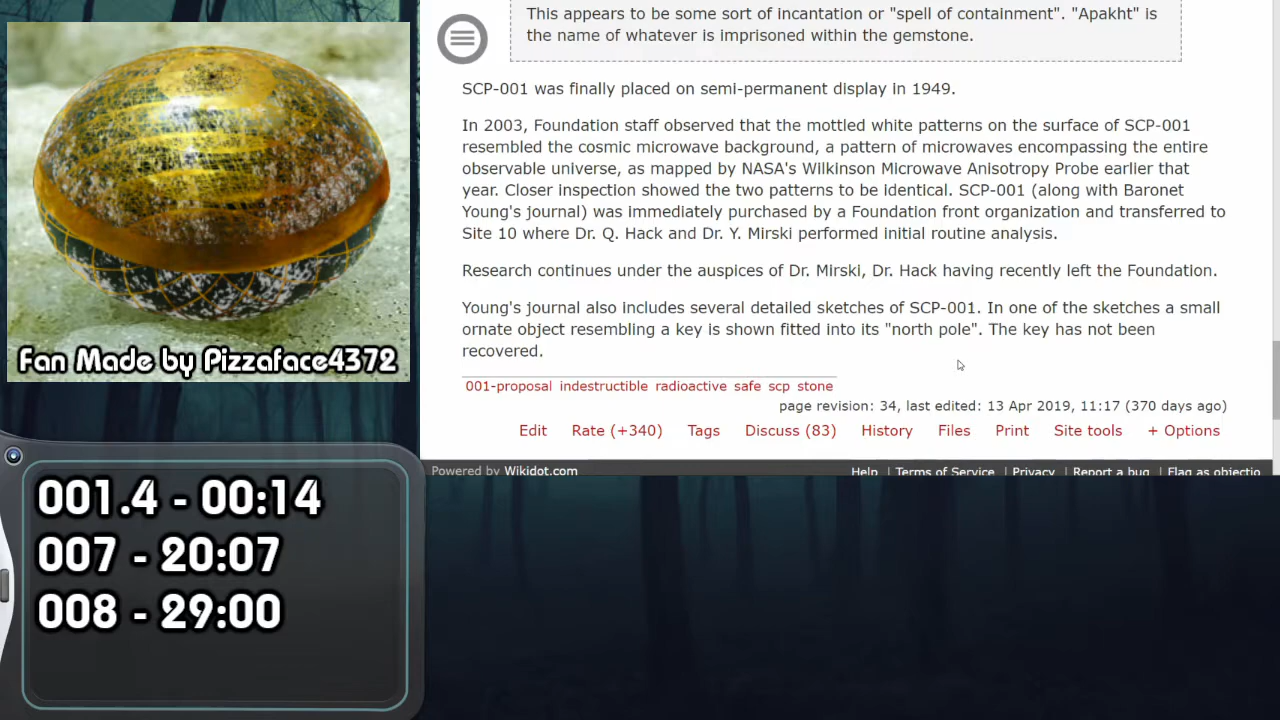 This appears to be some sort of incantation or "spell of containment". "Apakht" is
the name of whatever is imprisoned within the gemstone.
SCP-001 was finally placed on semi-permanent display in 1949.
In 2003, Foundation staff observed that the mottled white patterns on the surface of SCP-001
resembled the cosmic microwave background, a pattern of microwaves encompassing the entire
observable universe, as mapped by NASA's Wilkinson Microwave Anisotropy Probe earlier that
year. Closer inspection showed the two patterns to be identical. SCP-001 (along with Baronet
Young's journal) was immediately purchased by a Foundation front organization and transferred to
Site 10 where Dr. Q. Hack and Dr. Y. Mirski performed initial routine analysis.
Research continues under the auspices of Dr. Mirski, Dr. Hack having recently left the Foundation.
Young's journal also includes several detailed sketches of SCP-001. In one of the sketches a small
ornate object resembling a key is shown fitted into its "north pole". The key has not been
recovered.
001-proposal indestructible radioactive safe scp stone
page revision: 34, last edited: 13 Apr 2019, 11:17 (370 days ago)
Edit Rate (+340) Tags Discuss (83) History Files Print Site tools + Options
Powered by Wikidot.com Help | Terms of Service | Privacy | Report a bug | Flag as objectio
Fan Made by Pizzaface4372
001.4 - 00:14
007 - 20:07
008 - 29:00